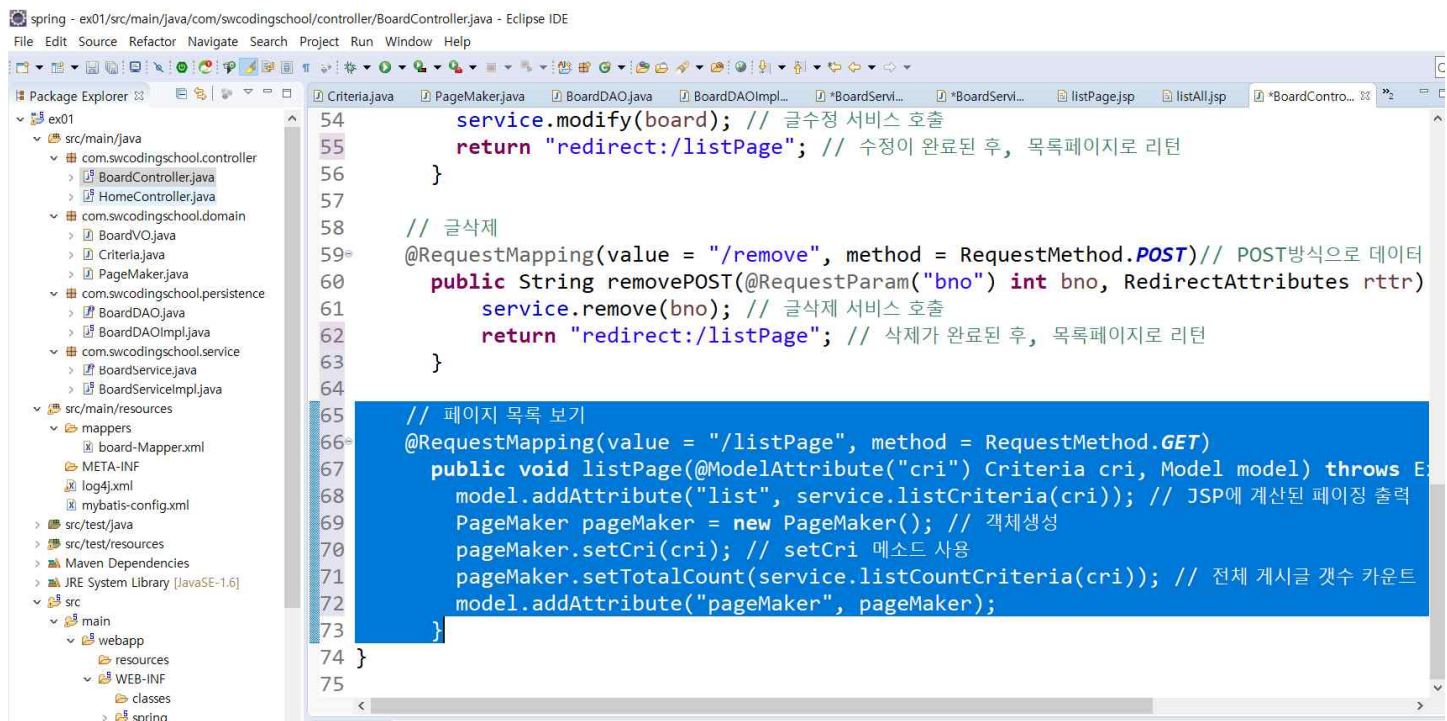 spring - ex01/src/main/java/com/swcodingschool/controller/BoardController.java - Eclipse IDE
File Edit Source Refactor Navigate Search Project Run Window Help
Package Explorer
ex01
src/main/java
com.swcodingschool.controller
BoardController.java
HomeController.java
com.swcodingschool.domain
BoardVO.java
Criteria.java
PageMaker.java
com.swcodingschool.persistence
BoardDAO.java
BoardDAOImpl.java
com.swcodingschool.service
BoardService.java
BoardServiceImpl.java
src/main/resources
mappers
board-Mapper.xml
META-INF
log4j.xml
mybatis-config.xml
src/test/java
src/test/resources
Maven Dependencies
JRE System Library [JavaSE-1.6]
src
main
webapp
resources
WEB-INF
classes
spring
Criteria.java PageMaker.java BoardDAO.java BoardDAOImpl... *BoardServi... *BoardServi... listPage.jsp listAll.jsp *BoardContro... »2
54 service.modify(board); // 글수정 서비스 호출
55 return "redirect:/listPage"; // 수정이 완료된 후, 목록페이지로 리턴
56 }
57
58 // 글삭제
59 @RequestMapping(value = "/remove", method = RequestMethod.POST)// POST방식으로 데이터
60 public String removePOST(@RequestParam("bno") int bno, RedirectAttributes rttr)
61 service.remove(bno); // 글삭제 서비스 호출
62 return "redirect:/listPage"; // 삭제가 완료된 후, 목록페이지로 리턴
63 }
64
65 // 페이지 목록 보기
66 @RequestMapping(value = "/listPage", method = RequestMethod.GET)
67 public void listPage(@ModelAttribute("cri") Criteria cri, Model model) throws E
68 model.addAttribute("list", service.listCriteria(cri)); // JSP에 계산된 페이징 출력
69 PageMaker pageMaker = new PageMaker(); // 객체생성
70 pageMaker.setCri(cri); // setCri 메소드 사용
71 pageMaker.setTotalCount(service.listCountCriteria(cri)); // 전체 게시글 갯수 카운트
72 model.addAttribute("pageMaker", pageMaker);
73 }
74 }
75